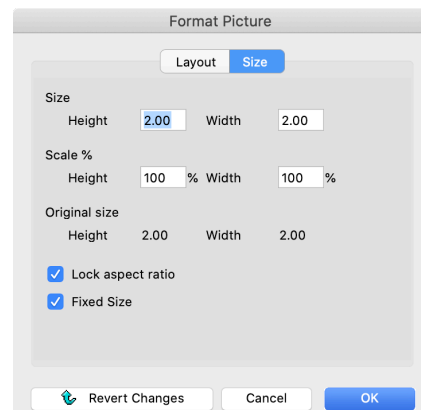 Format Picture
Layout Size
Size
Height 2.00 Width 2.00
Scale %
Height 100 % Width 100 %
Original size
Height 2.00 Width 2.00
Lock aspect ratio
Fixed Size
Revert Changes Cancel OK